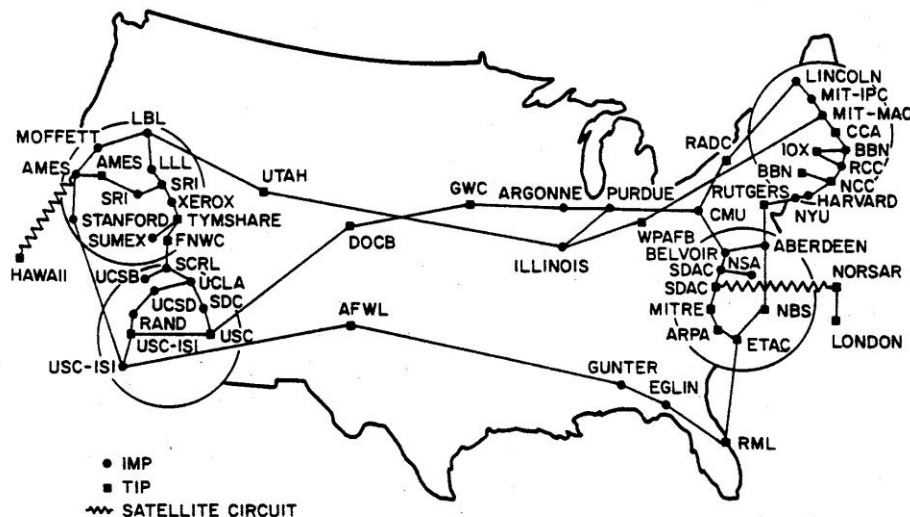 LINCOLN
MIT-IPC
MIT-MAC
CCA
BBN
10X
RCC
BBN
NCC
HARVARD
NYU
RUTGERS
RADC
LBL
MOFFETT
AMES
AMES
LLL
SRI
XEROX
SRI
STANFORD
TYMSHARE
SUMEX
FNWC
HAWAII
UTAH
GWC
ARGONNE
PURDUE
CMU
DOCB
ILLINOIS
WPAFB
BELVOIR
ABERDEEN
SDAC
NSA
SDAC
NORSAR
SCRL
UCSB
UCLA
UCSD
SDC
RAND
USC
USC-ISI
USC-ISI
AFWL
MITRE
NBS
ARPA
ETAC
LONDON
GUNTER
EGLIN
RML
IMP
TIP
SATELLITE CIRCUIT